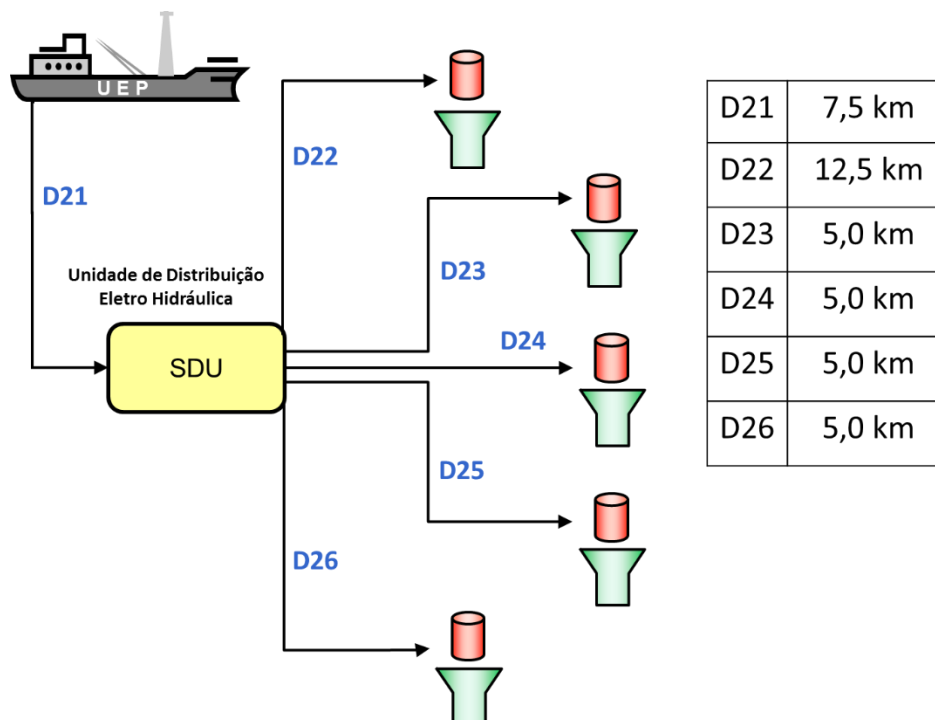 UEP
D22
D21
D23
Unidade de Distribuição
Eletro Hidráulica
SDU
D24
D25
D26
D21 7,5 km
D22 12,5 km
D23 5,0 km
D24 5,0 km
D25 5,0 km
D26 5,0 km